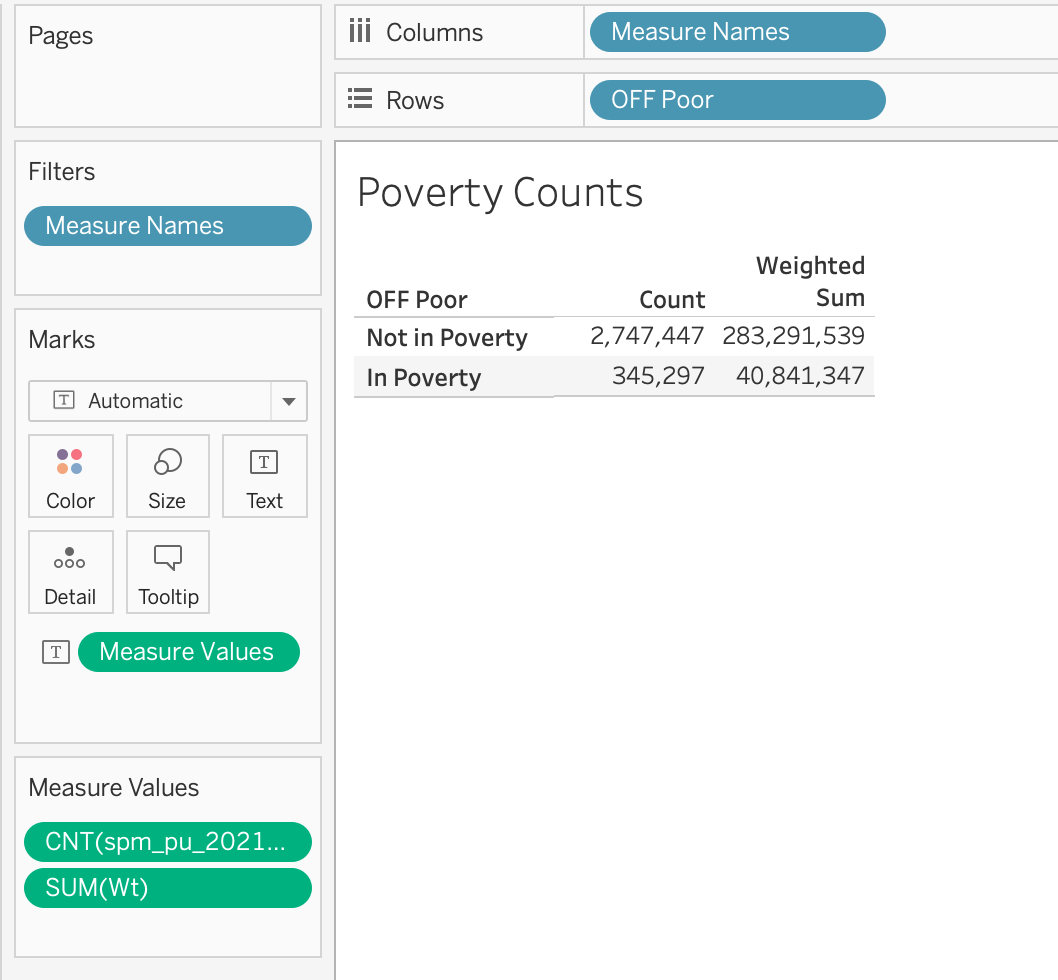 Pages
Columns Measure Names
Rows OFF Poor
Filters
Measure Names
Marks
T Automatic
Color Size T Text
Detail Tooltip
T Measure Values
Measure Values
CNT(spm_pu_2021...
SUM(Wt)
Poverty Counts
Weighted
OFF Poor Count Sum
Not in Poverty 2,747,447 283,291,539
In Poverty 345,297 40,841,347